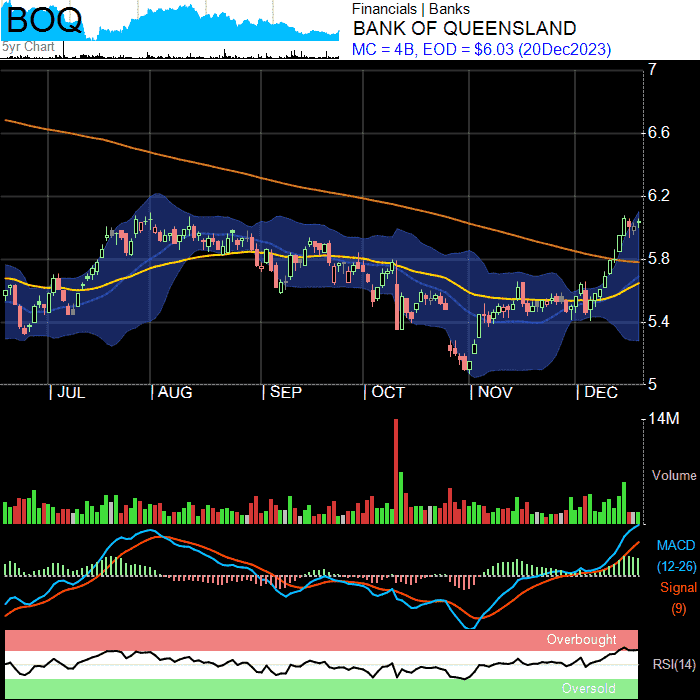 BOQ
5yr Chart
Financials | Banks
BANK OF QUEENSLAND
MC = 4B, EOD = $6.03 (20Dec2023)
7
6.6
6.2
5.8
5.4
5
| JUL | AUG | SEP | OCT | NOV | DEC
14M
Volume
MACD
(12-26)
Signal
(9)
Overbought
RSI(14)
Oversold